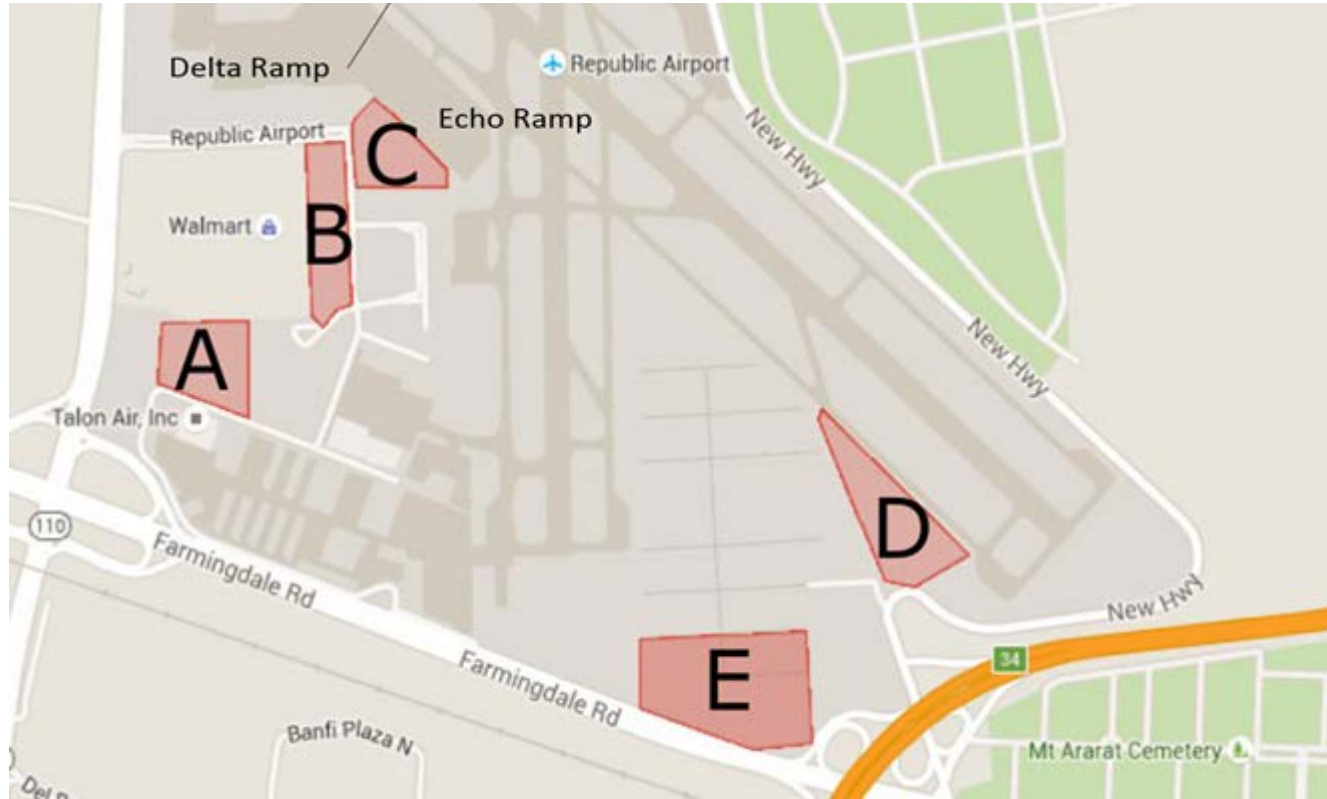 Delta Ramp
Republic Airport
Echo Ramp
Republic Airport
C
New Hwy
Walmart
B
New Hwy
A
Talon Air, Inc
D
110
Farmingdale Rd
New Hwy
34
E
Farmingdale Rd
Banfi Plaza N
Mt Ararat Cemetery
Del